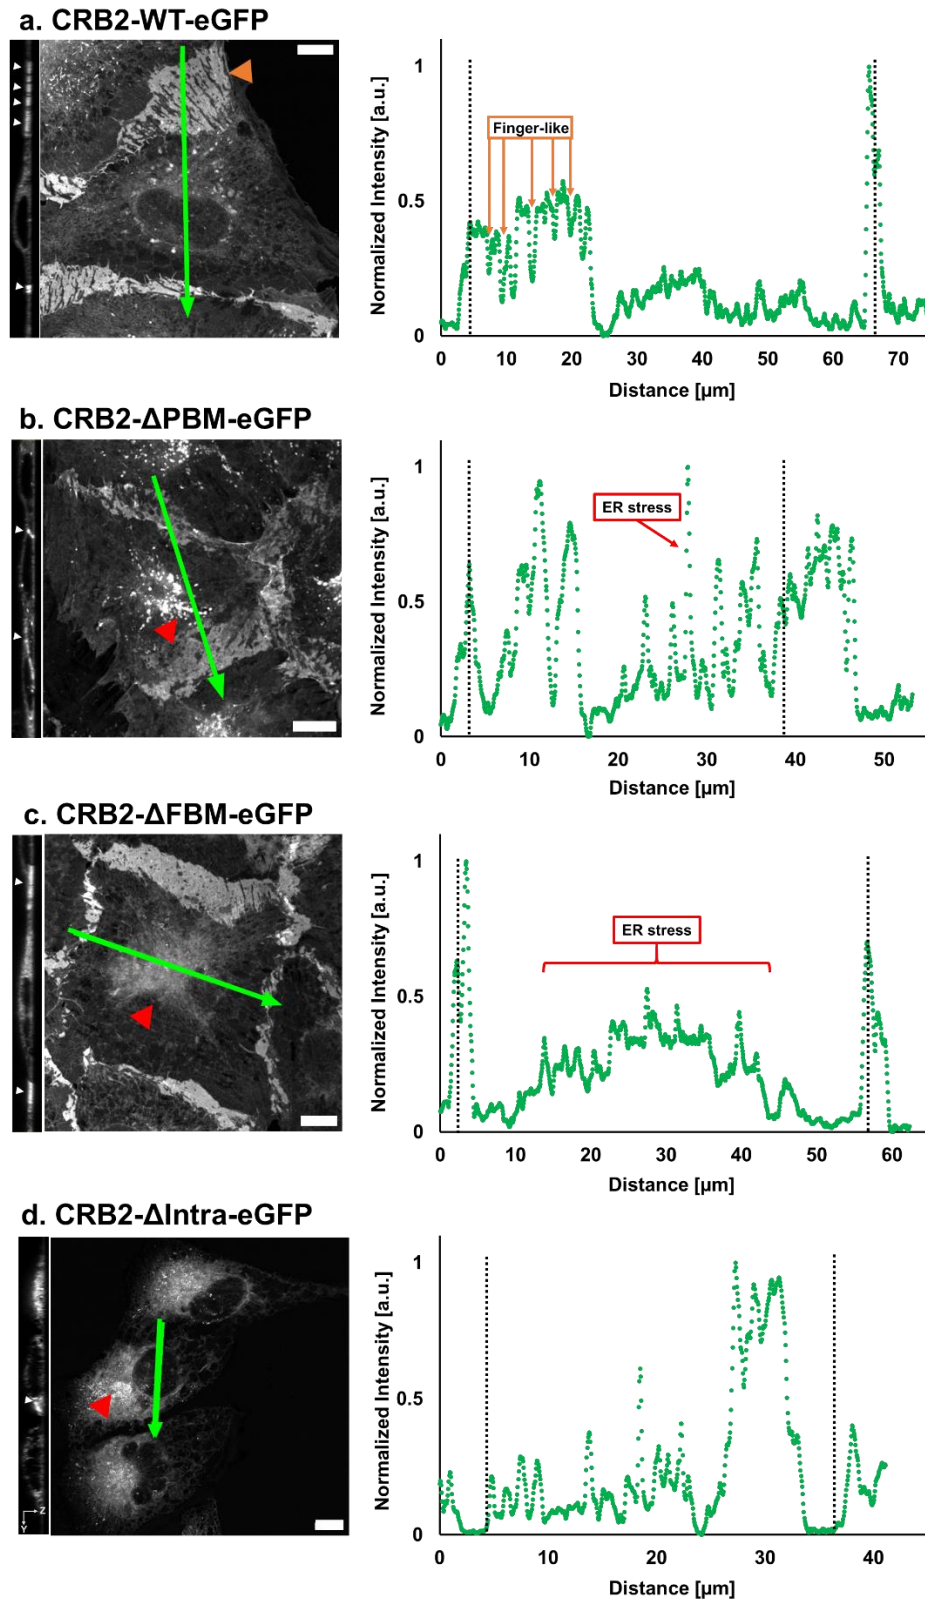 a. CRB2-WT-eGFP
Normalized Intensity [a.u.]
1
0.5
0
Finger-like
0 10 20 30 40 50 60 70
Distance [µm]
b. CRB2-ΔPBM-eGFP
Normalized Intensity [a.u.]
1
0.5
0
ER stress
0 10 20 30 40 50
Distance [µm]
c. CRB2-ΔFBM-eGFP
Normalized Intensity [a.u.]
1
0.5
0
ER stress
0 10 20 30 40 50 60
Distance [µm]
d. CRB2-ΔIntra-eGFP
Z
Y
Normalized Intensity [a.u.]
1
0.5
0
0 10 20 30 40
Distance [µm]